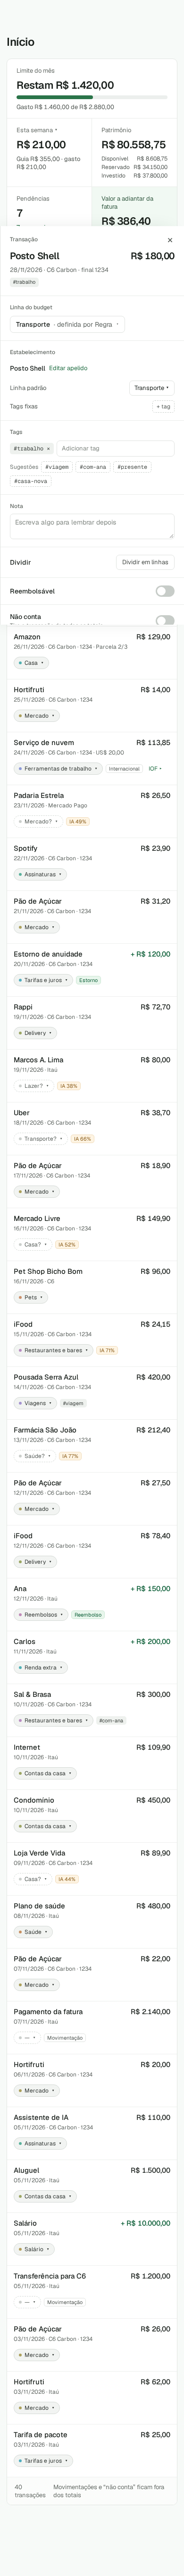 Início
Limite do mês
Restam R$ 1.420,00
Gasto R$ 1.460,00 de R$ 2.880,00
Esta semana
R$ 210,00
Guia R$ 355,00 · gasto
R$ 210,00
Patrimônio
R$ 80.558,75
Disponível R$ 8.608,75
Reservado R$ 34.150,00
Investido R$ 37.800,00
Pendências
7
Valor a adiantar da
fatura
R$ 386,40
Transação
×
Posto Shell R$ 180,00
28/11/2026 · C6 Carbon · final 1234
#trabalho
Linha do budget
Transporte · definida por Regra
Estabelecimento
Posto Shell Editar apelido
Linha padrão Transporte
Tags fixas + tag
Tags
#trabalho × Adicionar tag
Sugestões #viagem #com-ana #presente
#casa-nova
Nota
Escreva algo para lembrar depois
Dividir Dividir em linhas
Reembolsável
Não conta
Amazon R$ 129,00
26/11/2026 · C6 Carbon · 1234 · Parcela 2/3
Casa
Hortifruti R$ 14,00
25/11/2026 · C6 Carbon · 1234
Mercado
Serviço de nuvem R$ 113,85
24/11/2026 · C6 Carbon · 1234 · US$ 20,00
Ferramentas de trabalho Internacional IOF
Padaria Estrela R$ 26,50
23/11/2026 · Mercado Pago
Mercado? IA 49%
Spotify R$ 23,90
22/11/2026 · C6 Carbon · 1234
Assinaturas
Pão de Açúcar R$ 31,20
21/11/2026 · C6 Carbon · 1234
Mercado
Estorno de anuidade + R$ 120,00
20/11/2026 · C6 Carbon · 1234
Tarifas e juros Estorno
Rappi R$ 72,70
19/11/2026 · C6 Carbon · 1234
Delivery
Marcos A. Lima R$ 80,00
19/11/2026 · Itaú
Lazer? IA 38%
Uber R$ 38,70
18/11/2026 · C6 Carbon · 1234
Transporte? IA 68%
Pão de Açúcar R$ 18,90
17/11/2026 · C6 Carbon · 1234
Mercado
Mercado Livre R$ 149,90
16/11/2026 · C6 Carbon · 1234
Casa? IA 52%
Pet Shop Bicho Bom R$ 96,00
16/11/2026 · C6
Pets
iFood R$ 24,15
15/11/2026 · C6 Carbon · 1234
Restaurantes e bares IA 71%
Pousada Serra Azul R$ 420,00
14/11/2026 · C6 Carbon · 1234
Viagens #viagem
Farmácia São João R$ 212,40
13/11/2026 · C6 Carbon · 1234
Saúde? IA 77%
Pão de Açúcar R$ 27,50
12/11/2026 · C6 Carbon · 1234
Mercado
iFood R$ 78,40
12/11/2026 · C6 Carbon · 1234
Delivery
Ana + R$ 150,00
12/11/2026 · Itaú
Reembolsos Reembolso
Carlos + R$ 200,00
11/11/2026 · Itaú
Renda extra
Sal & Brasa R$ 300,00
10/11/2026 · C6 Carbon · 1234
Restaurantes e bares #com-ana
Internet R$ 109,90
10/11/2026 · Itaú
Contas da casa
Condomínio R$ 450,00
10/11/2026 · Itaú
Contas da casa
Loja Verde Vida R$ 89,90
09/11/2026 · C6 Carbon · 1234
Casa? IA 44%
Plano de saúde R$ 480,00
08/11/2026 · Itaú
Saúde
Pão de Açúcar R$ 22,00
07/11/2026 · C6 Carbon · 1234
Mercado
Pagamento da fatura R$ 2.140,00
07/11/2026 · Itaú
— Movimentação
Hortifruti R$ 20,00
06/11/2026 · C6 Carbon · 1234
Mercado
Assistente de IA R$ 110,00
05/11/2026 · C6 Carbon · 1234
Assinaturas
Aluguel R$ 1.500,00
05/11/2026 · Itaú
Contas da casa
Salário + R$ 10.000,00
05/11/2026 · Itaú
Salário
Transferência para C6 R$ 1.200,00
05/11/2026 · Itaú
— Movimentação
Pão de Açúcar R$ 26,00
03/11/2026 · C6 Carbon · 1234
Mercado
Hortifruti R$ 62,00
03/11/2026 · Itaú
Mercado
Tarifa de pacote R$ 25,00
03/11/2026 · Itaú
Tarifas e juros
40
transações
Movimentações e "não conta" ficam fora
dos totais